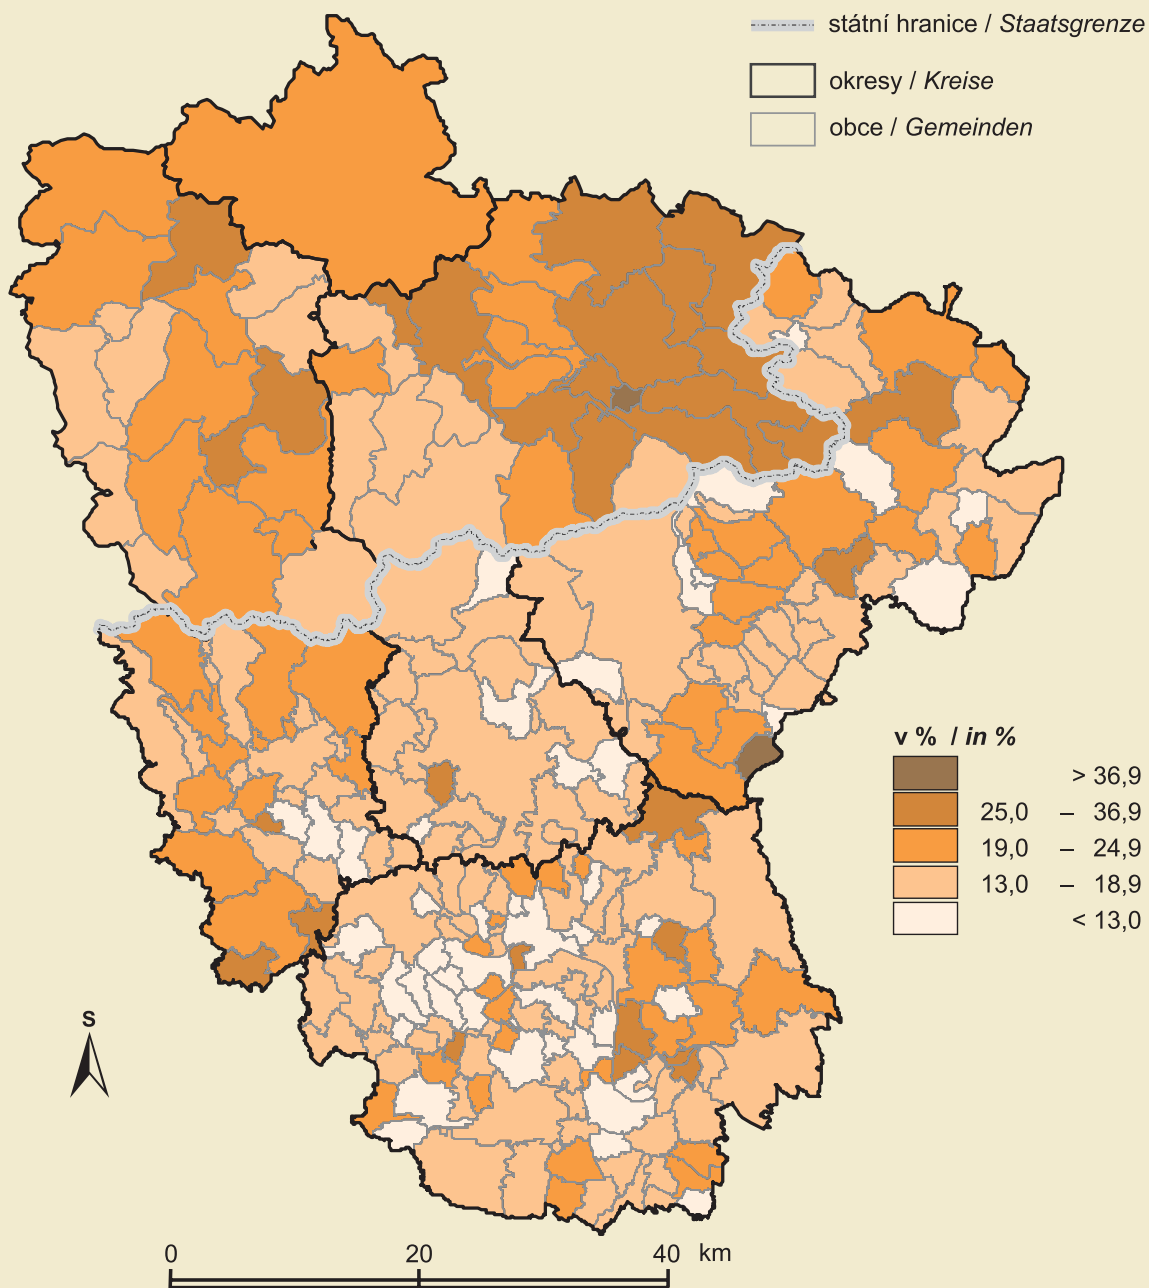 státní hranice / Staatsgrenze
okresy / Kreise
obce / Gemeinden
v % / in %
> 36,9
25,0 – 36,9
19,0 – 24,9
13,0 – 18,9
< 13,0
S
0 20 40 km